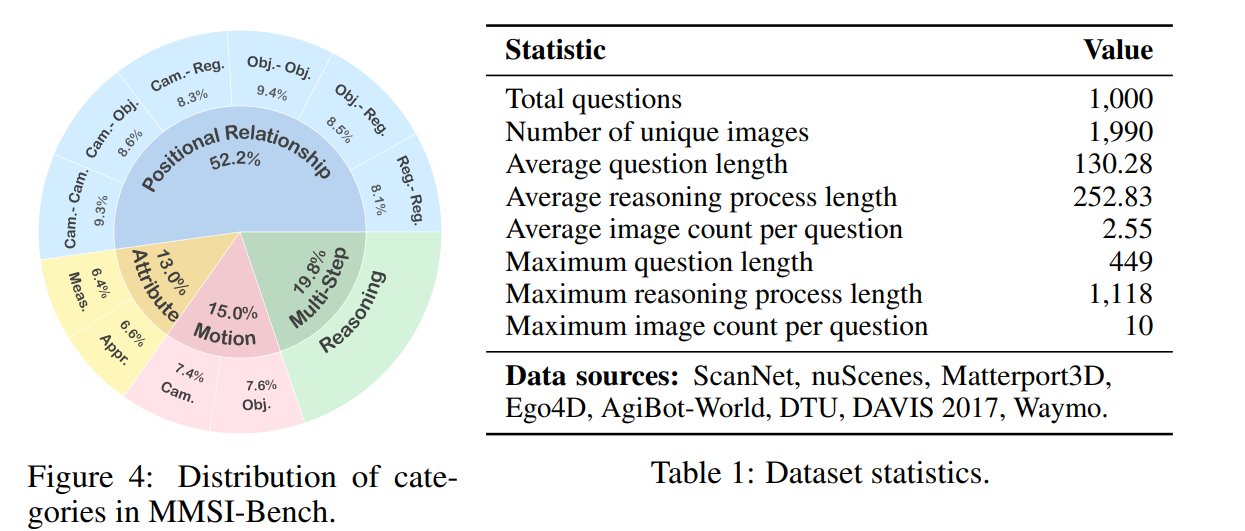 Cam.- Cam.
9.3%
Cam.- Obj.
8.6%
Cam.- Reg.
8.3%
Obj.- Obj.
9.4%
Obj.- Reg.
8.5%
Reg.- Reg.
8.1%
Positional Relationship
52.2%
13.0%
Attribute
6.4%
Meas.
6.6%
Appr.
15.0%
Motion
7.4%
Cam.
7.6%
Obj.
19.8%
Multi-Step
Reasoning
Figure 4: Distribution of cate-
gories in MMSI-Bench.
Statistic Value
Total questions 1,000
Number of unique images 1,990
Average question length 130.28
Average reasoning process length 252.83
Average image count per question 2.55
Maximum question length 449
Maximum reasoning process length 1,118
Maximum image count per question 10
Data sources: ScanNet, nuScenes, Matterport3D,
Ego4D, AgiBot-World, DTU, DAVIS 2017, Waymo.
Table 1: Dataset statistics.